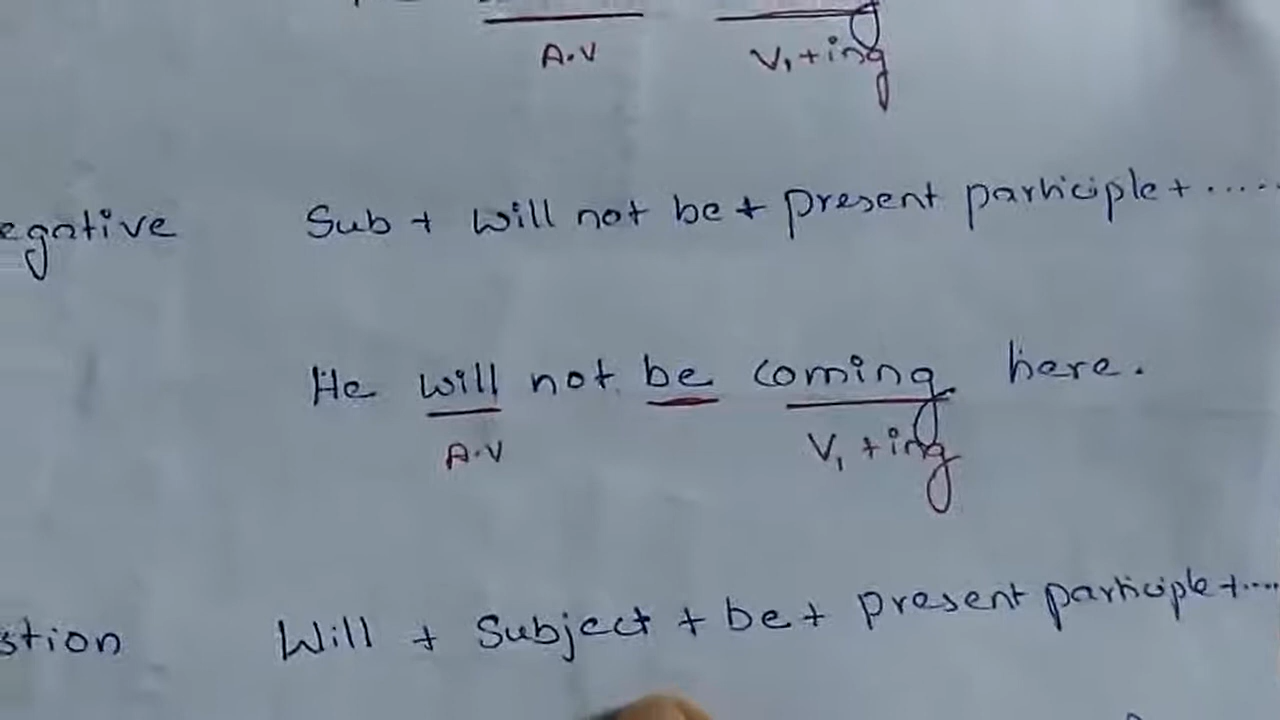 A.V V1+ing
egative Sub + will not be + present participle + .....
He will not be coming here.
A.V V1 +ing
stion Will + Subject + be + present participle + ....